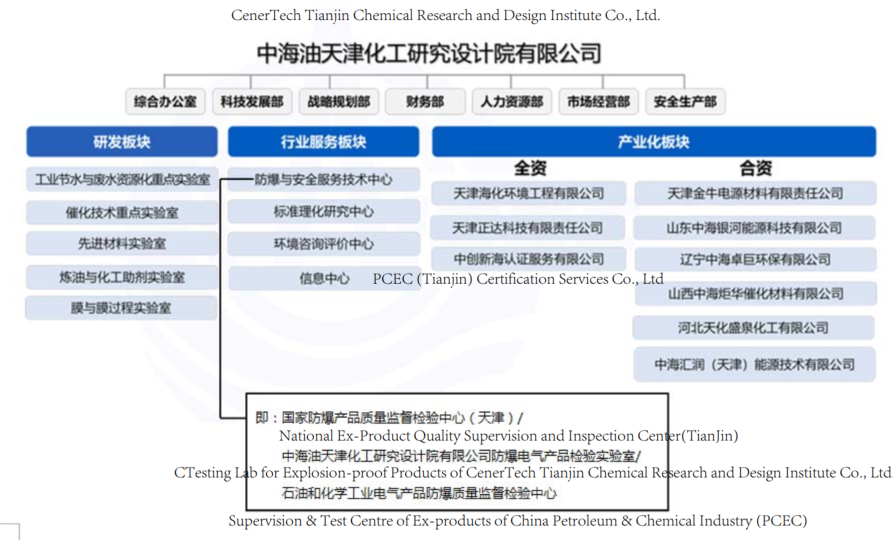 CenerTech Tianjin Chemical Research and Design Institute Co., Ltd.
中海油天津化工研究设计院有限公司
综合办公室 科技发展部 战略规划部 财务部 人力资源部 市场经营部 安全生产部
研发板块 行业服务板块 产业化板块
全资 合资
工业节水与废水资源化重点实验室
催化技术重点实验室
先进材料实验室
炼油与化工助剂实验室
膜与膜过程实验室
防爆与安全服务技术中心
标准理化研究中心
环境咨询评价中心
信息中心
天津海化环境工程有限公司
天津正达科技有限责任公司
中创新海认证服务有限公司
PCEC (Tianjin) Certification Services Co., Ltd
天津金牛电源材料有限责任公司
山东中海银河能源科技有限公司
辽宁中海卓巨环保有限公司
山西中海炬华催化材料有限公司
河北天化盛泉化工有限公司
中海汇润（天津）能源技术有限公司
即：国家防爆产品质量监督检验中心（天津）/
National Ex-Product Quality Supervision and Inspection Center(TianJin)
中海油天津化工研究设计院有限公司防爆电气产品检验实验室/
CTesting Lab for Explosion-proof Products of CenerTech Tianjin Chemical Research and Design Institute Co., Ltd
石油和化学工业电气产品防爆质量监督检验中心
Supervision & Test Centre of Ex-products of China Petroleum & Chemical Industry (PCEC)